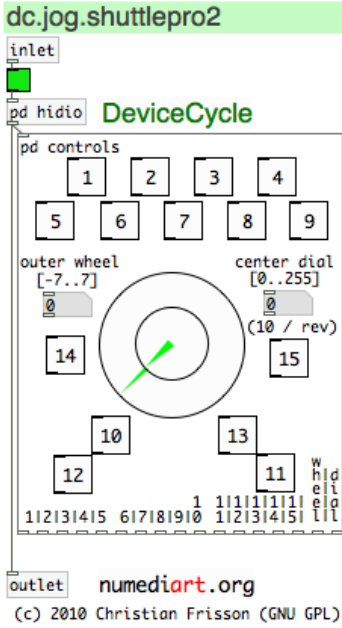 dc.jog.shuttlepro2
inlet
pd hidio
DeviceCycle
pd controls
1 2 3 4
5 6 7 8 9
outer wheel
[-7..7]
0
center dial
[0..255]
0
(10 / rev)
14
15
10
13
12
11
1|2|3|4|5 6|7|8|9|10 11|12|13|14|15|wheel|dial
outlet
numediart.org
(c) 2010 Christian Frisson (GNU GPL)